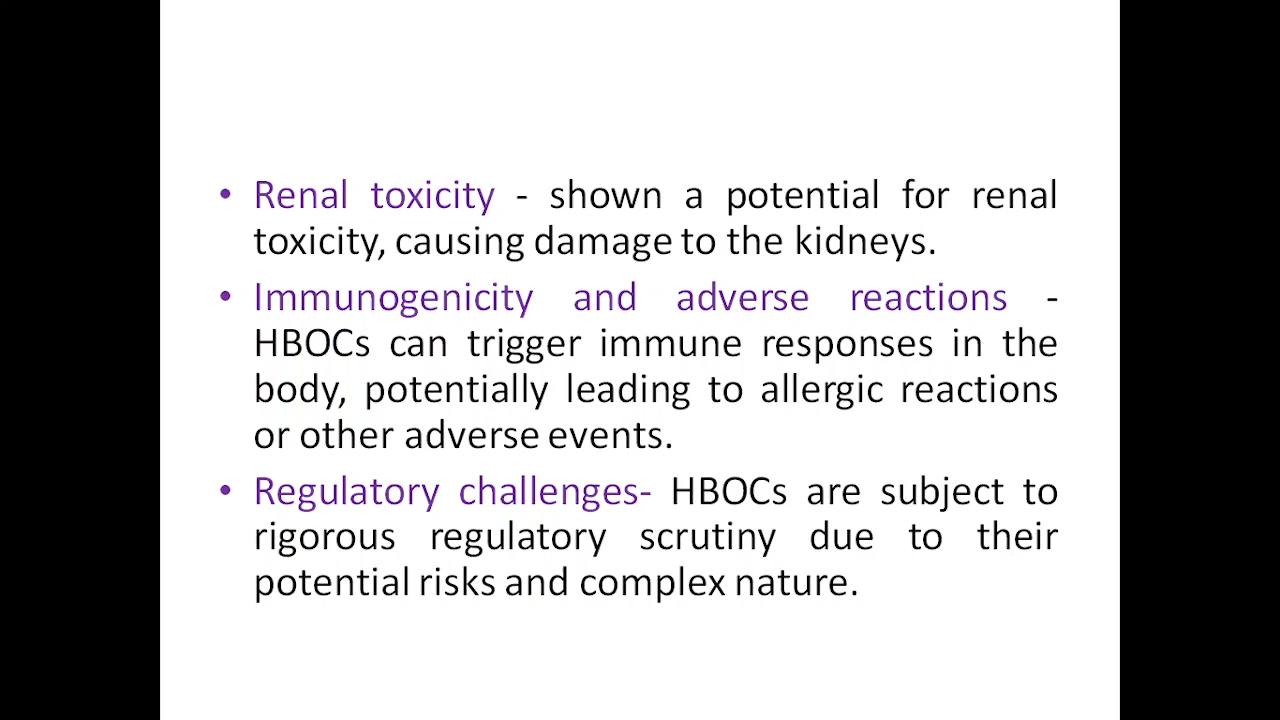 • Renal toxicity - shown a potential for renal
toxicity, causing damage to the kidneys.
• Immunogenicity and adverse reactions -
HBOCs can trigger immune responses in the
body, potentially leading to allergic reactions
or other adverse events.
• Regulatory challenges- HBOCs are subject to
rigorous regulatory scrutiny due to their
potential risks and complex nature.